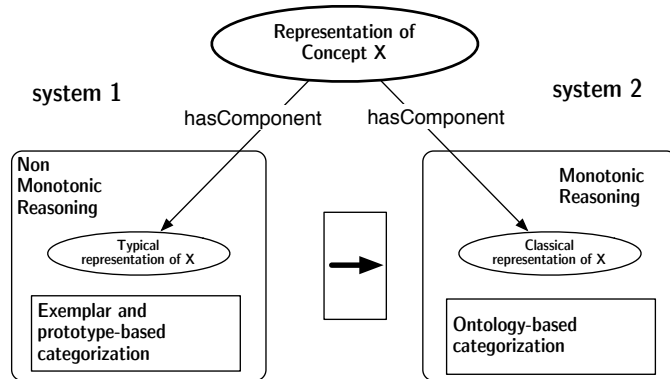 Representation of
Concept X
system 1
system 2
hasComponent
hasComponent
Non
Monotonic
Reasoning
Typical
representation of X
Exemplar and
prototype-based
categorization
Monotonic
Reasoning
Classical
representation of X
Ontology-based
categorization